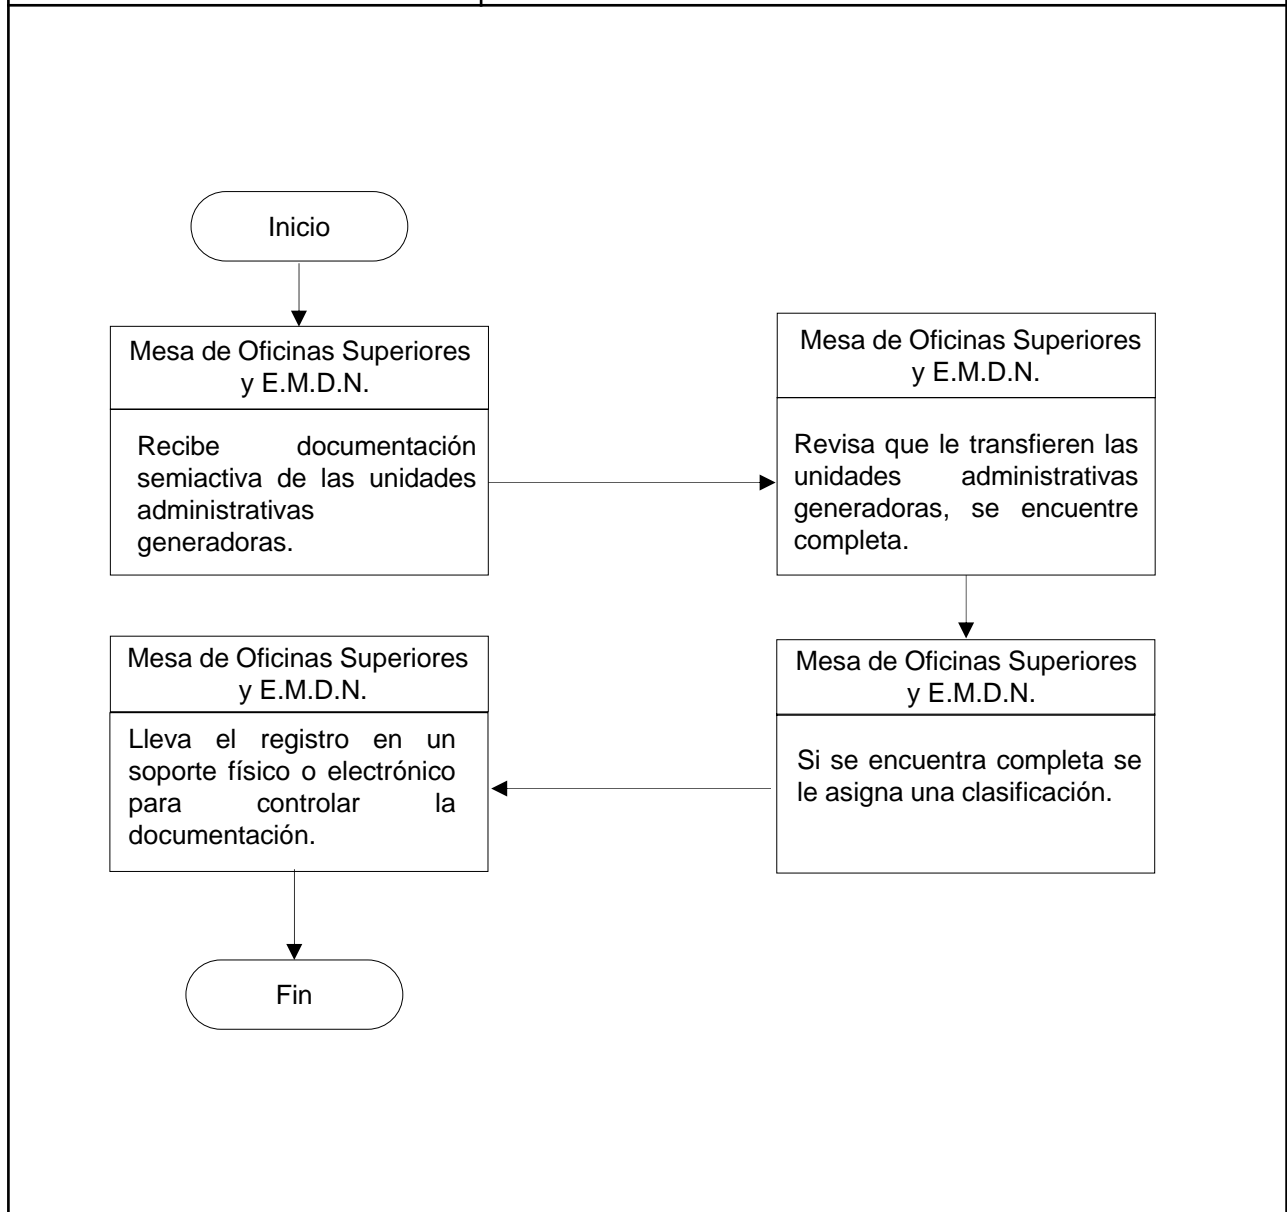 Inicio
Mesa de Oficinas Superiores
y E.M.D.N.
Recibe documentación
semiactiva de las unidades
administrativas
generadoras.
Mesa de Oficinas Superiores
y E.M.D.N.
Revisa que le transfieren las
unidades administrativas
generadoras, se encuentre
completa.
Mesa de Oficinas Superiores
y E.M.D.N.
Si se encuentra completa se
le asigna una clasificación.
Mesa de Oficinas Superiores
y E.M.D.N.
Lleva el registro en un
soporte físico o electrónico
para controlar la
documentación.
Fin